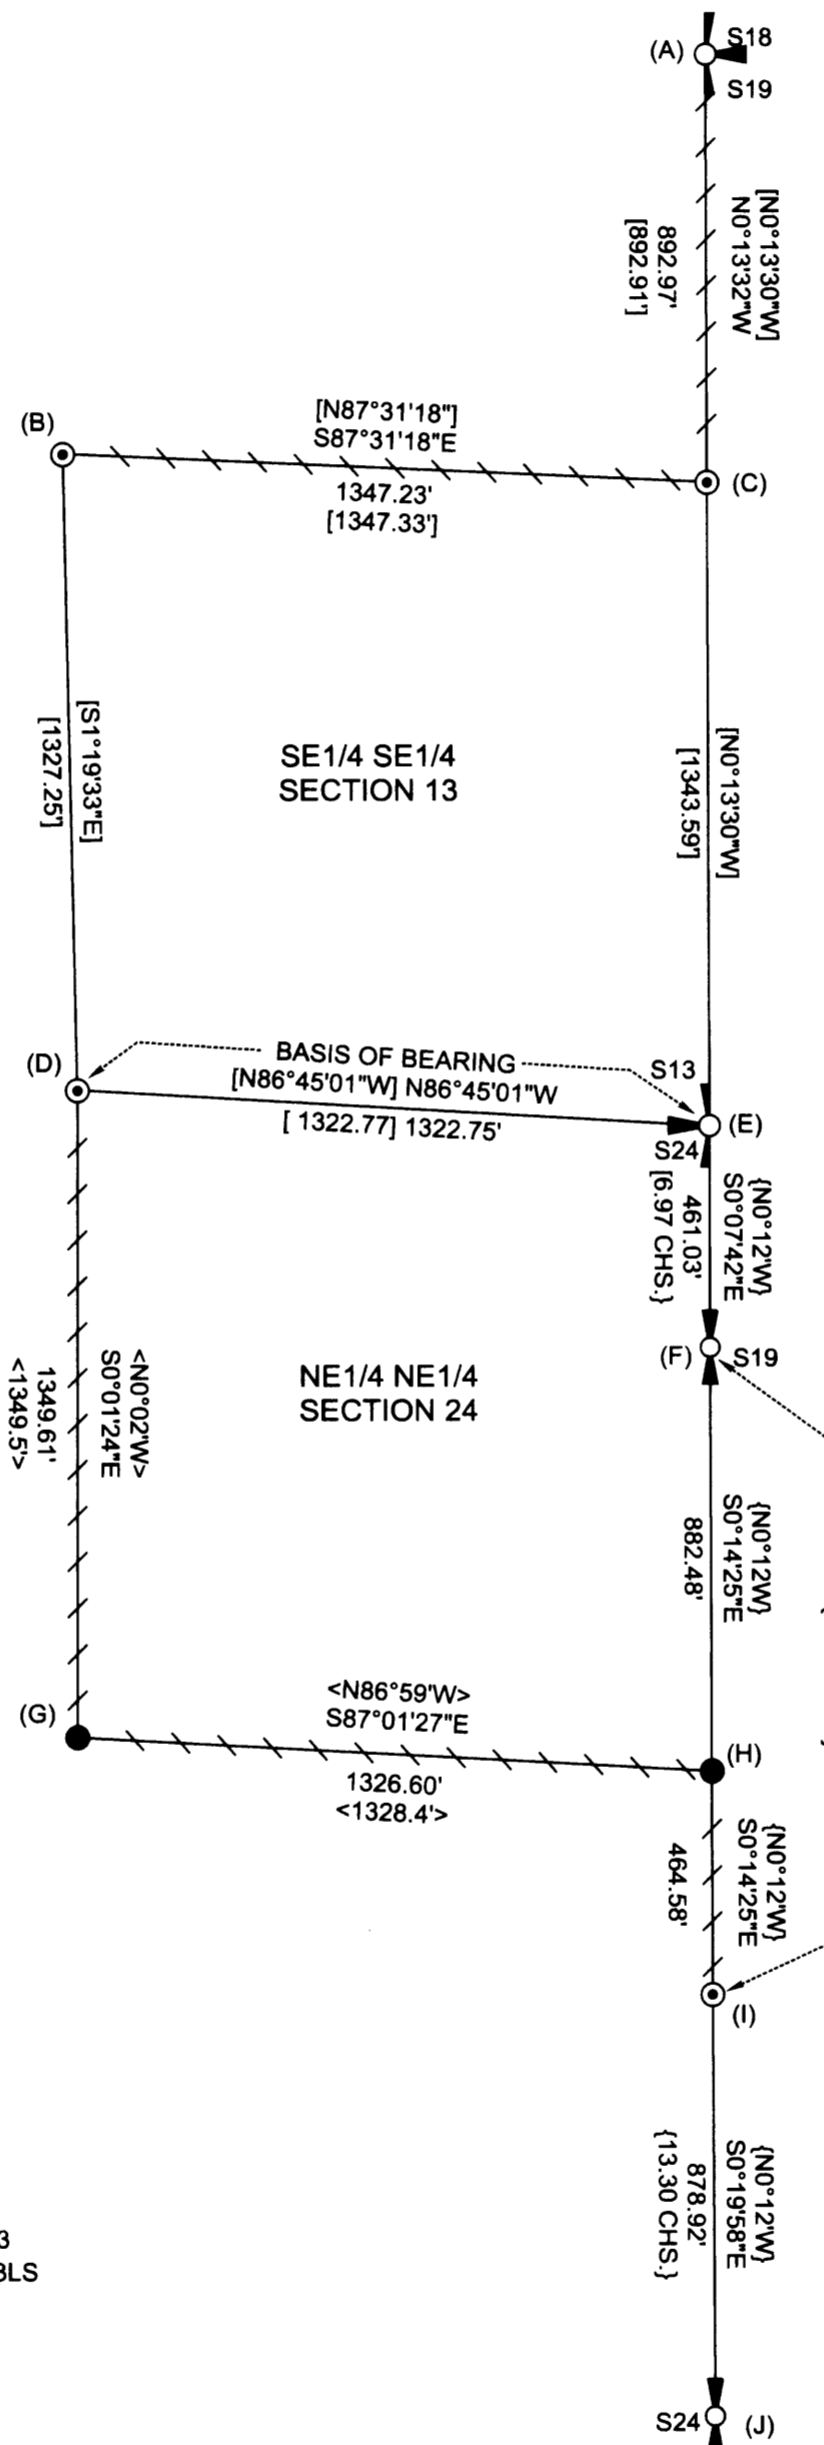 (A)
S18
S19
[N0°13'30"W]
N0°13'32"W
892.97'
[892.91']
(B)
[N87°31'18"]
S87°31'18"E
1347.23'
[1347.33']
(C)
[S1°19'33"E]
[1327.25']
SE1/4 SE1/4
SECTION 13
[N0°13'30"W]
[1343.59']
(D)
BASIS OF BEARING
[N86°45'01"W] N86°45'01"W
[ 1322.77] 1322.75'
S13
(E)
S24
{N0°12'W}
S0°07'42"E
461.03'
[6.97 CHS.}
(F)
S19
<N0°02'W>
S0°01'24"E
1349.61'
<1349.5'>
NE1/4 NE1/4
SECTION 24
{N0°12W}
S0°14'25"E
882.48'
(G)
<N86°59'W>
S87°01'27"E
1326.60'
<1328.4'>
(H)
{N0°12'W}
S0°14'25"E
464.58'
(I)
{N0°12'W}
S0°19'58"E
878.92'
{13.30 CHS.}
3
BLS
S24
(J)